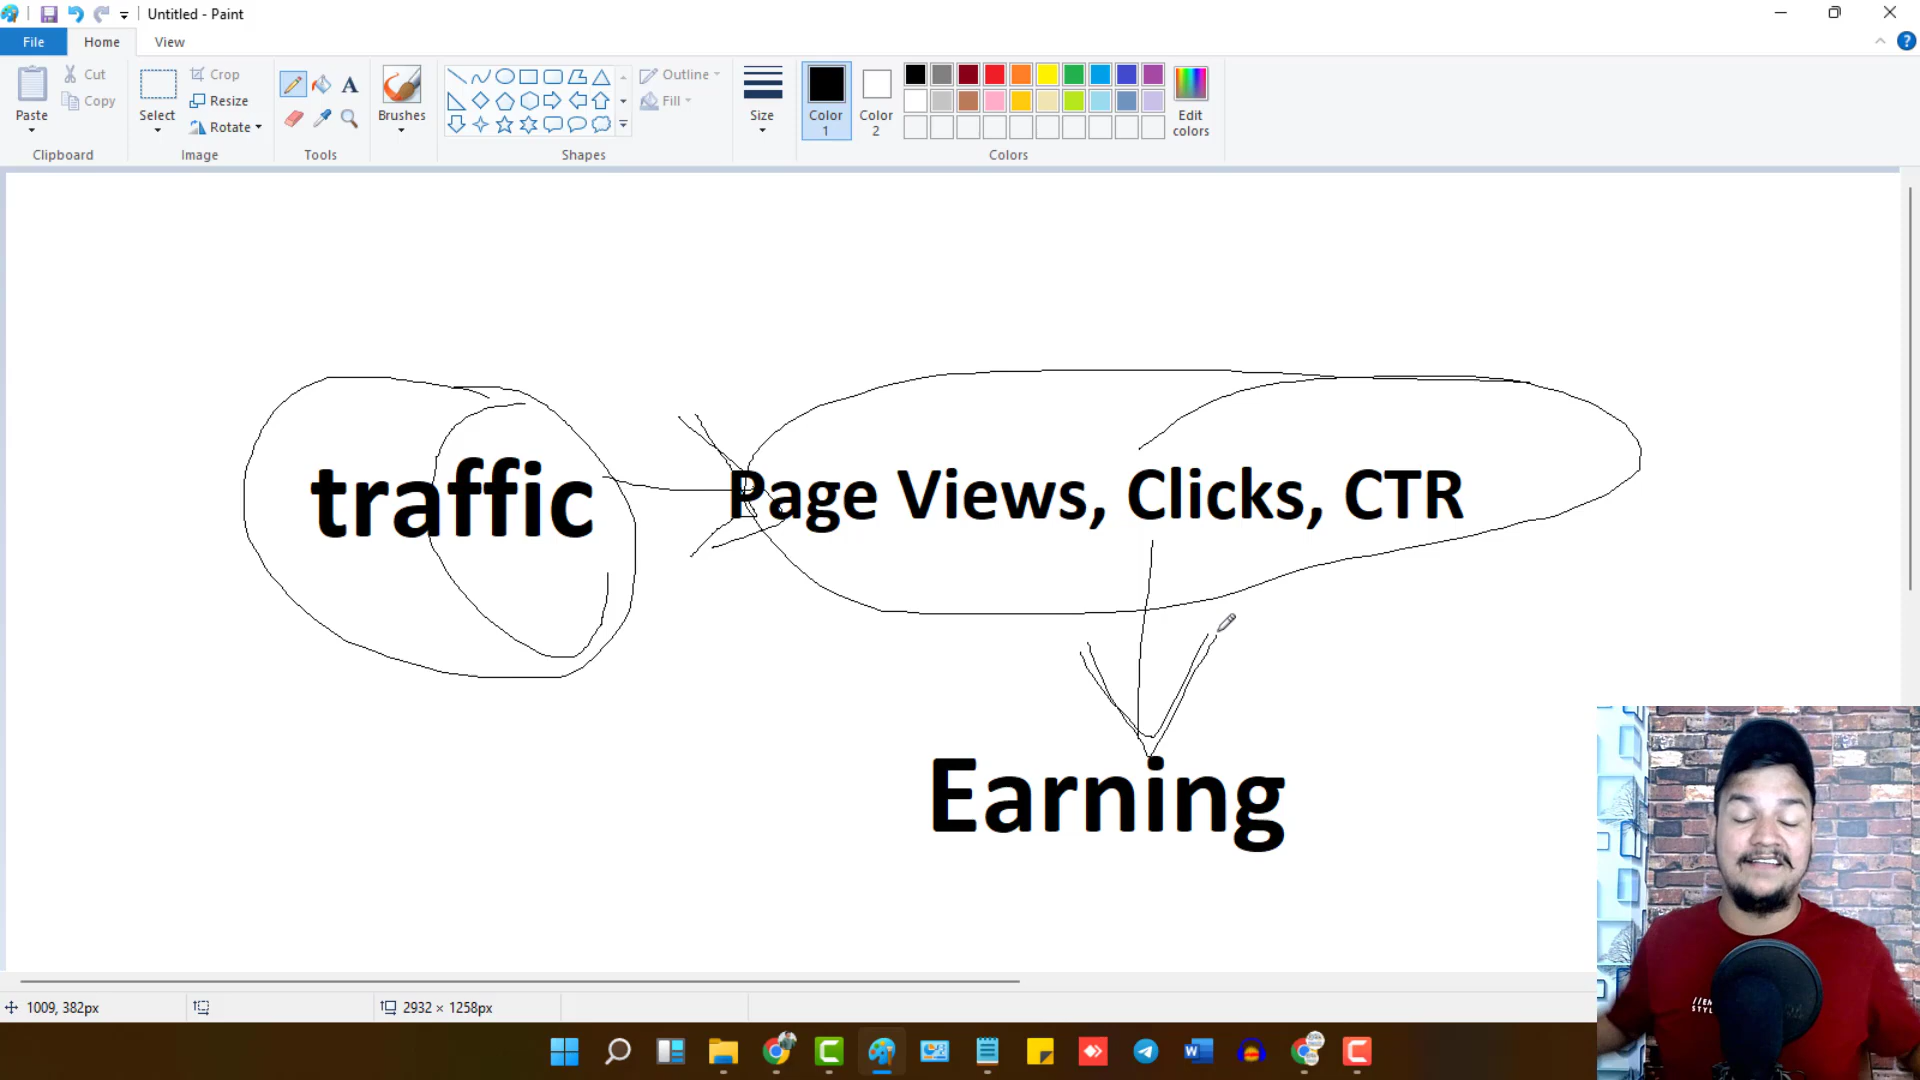 Untitled - Paint
File Home View
Paste
Cut
Copy
Clipboard
Select
Crop
Resize
Rotate
Image
Tools
Brushes
Shapes
Outline
Fill
Size
Color 1
Color 2
Edit colors
Colors
traffic
Page Views, Clicks, CTR
Earning
1009, 382px
2932 × 1258px